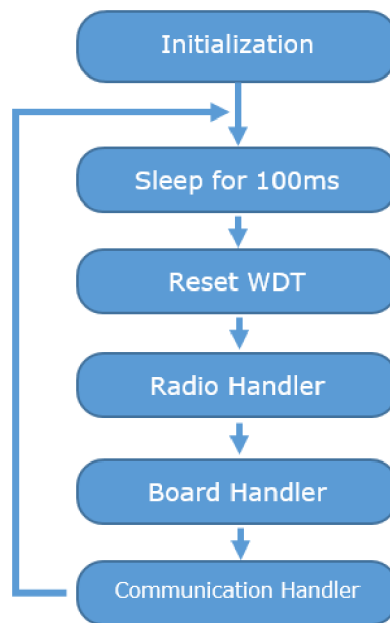 Initialization
Sleep for 100ms
Reset WDT
Radio Handler
Board Handler
Communication Handler